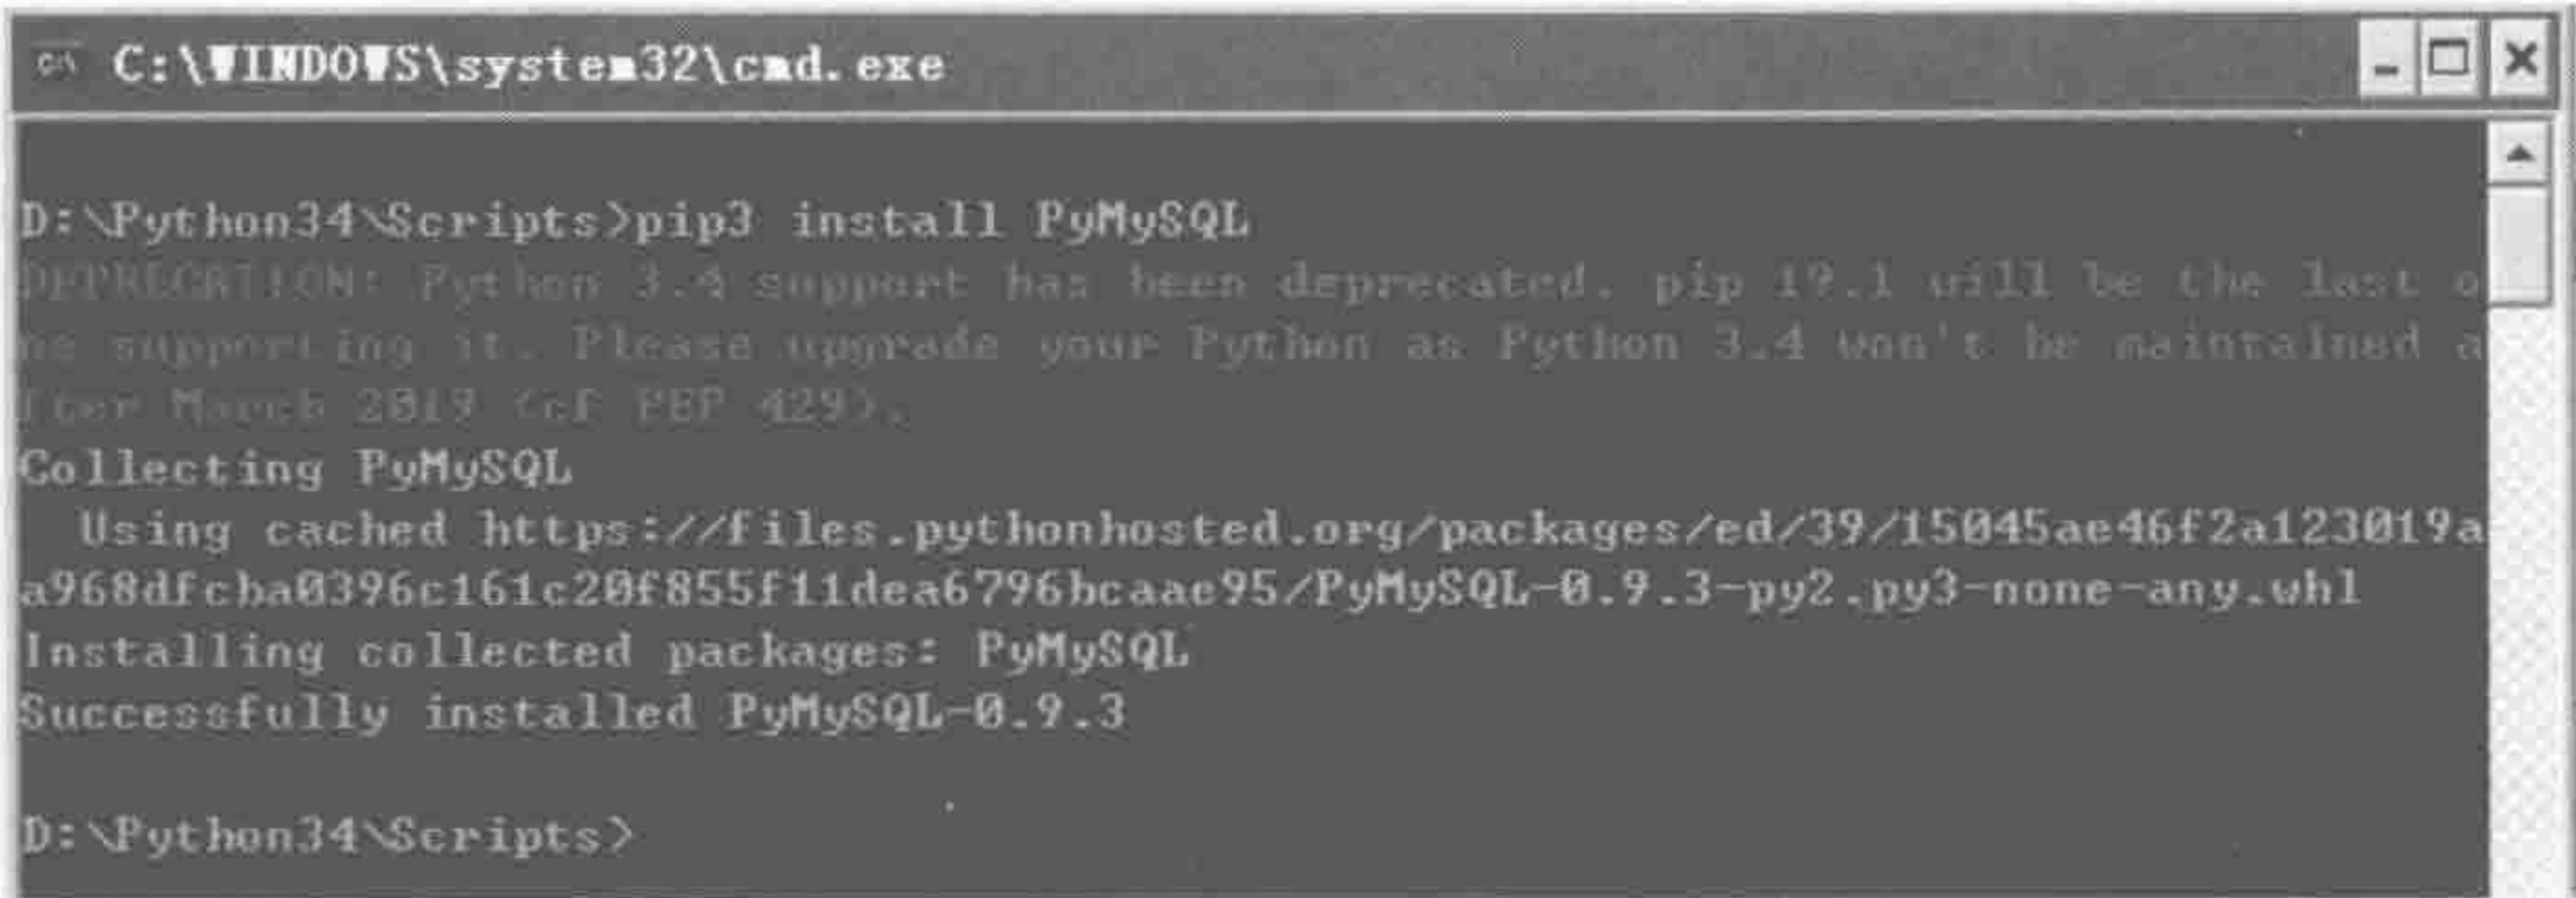 C:\WINDOWS\system32\cmd.exe
D:\Python34\Scripts>pip3 install PyMySQL
DEPRECATION: Python 3.4 support has been deprecated. pip 19.1 will be the last o
ne supporting it. Please upgrade your Python as Python 3.4 won't be maintained a
fter March 2019 (cf PEP 429).
Collecting PyMySQL
  Using cached https://files.pythonhosted.org/packages/ed/39/15045ae46f2a123019a
a968dfcba0396c161c20f855f11dea6796bcaae95/PyMySQL-0.9.3-py2.py3-none-any.whl
Installing collected packages: PyMySQL
Successfully installed PyMySQL-0.9.3
D:\Python34\Scripts>